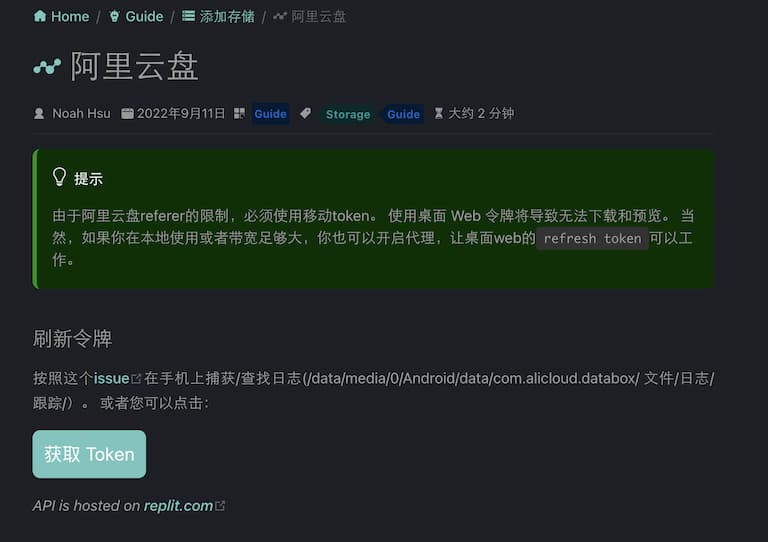 Home / Guide / 添加存储 / 阿里云盘
阿里云盘
Noah Hsu 2022年9月11日 Guide Storage Guide 大约 2 分钟
提示
由于阿里云盘referer的限制，必须使用移动token。 使用桌面 Web 令牌将导致无法下载和预览。 当
然，如果你在本地使用或者带宽足够大，你也可以开启代理，让桌面web的 refresh token 可以工
作。
刷新令牌
按照这个issue在手机上捕获/查找日志(/data/media/0/Android/data/com.alicloud.databox/ 文件/日志/
跟踪/）。 或者您可以点击：
获取 Token
API is hosted on replit.com